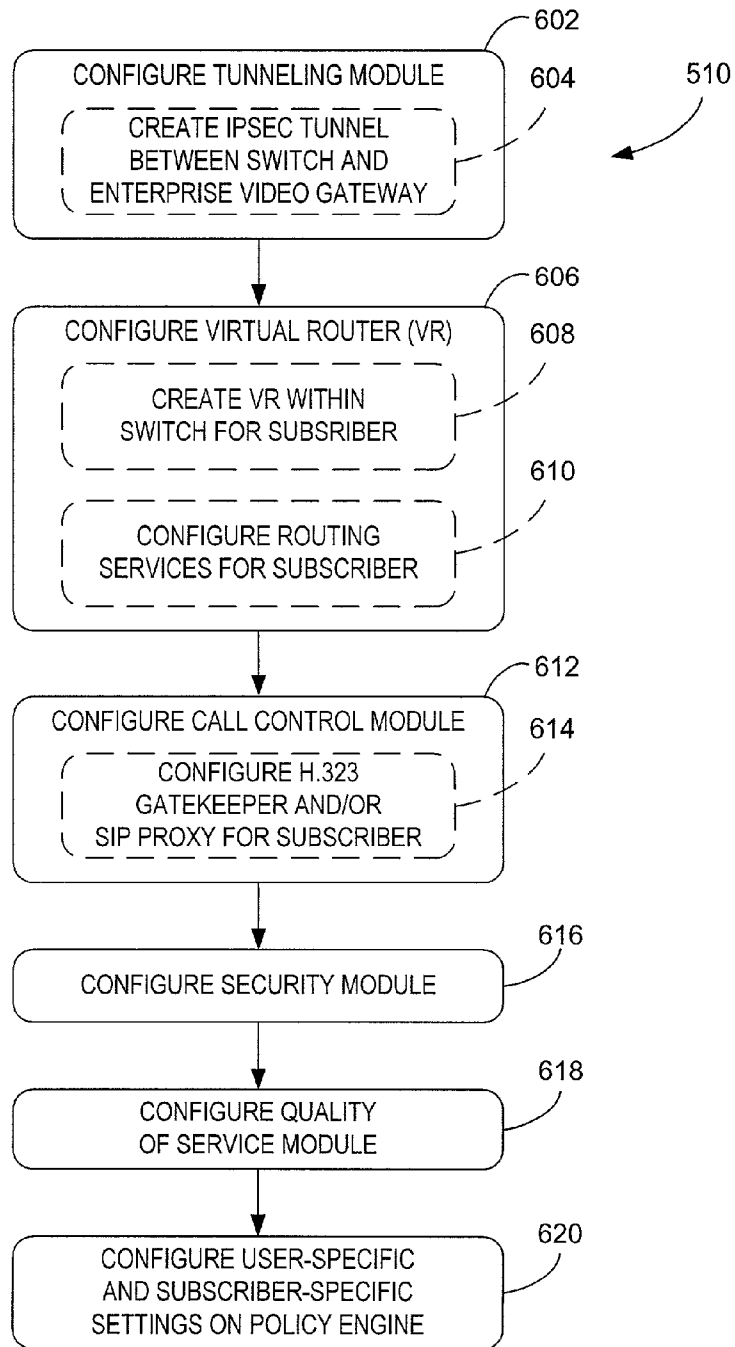 602
CONFIGURE TUNNELING MODULE
604
510
CREATE IPSEC TUNNEL
BETWEEN SWITCH AND
ENTERPRISE VIDEO GATEWAY
606
CONFIGURE VIRTUAL ROUTER (VR)
608
CREATE VR WITHIN
SWITCH FOR SUBSRIBER
610
CONFIGURE ROUTING
SERVICES FOR SUBSCRIBER
612
CONFIGURE CALL CONTROL MODULE
614
CONFIGURE H.323
GATEKEEPER AND/OR
SIP PROXY FOR SUBSCRIBER
616
CONFIGURE SECURITY MODULE
618
CONFIGURE QUALITY
OF SERVICE MODULE
620
CONFIGURE USER-SPECIFIC
AND SUBSCRIBER-SPECIFIC
SETTINGS ON POLICY ENGINE